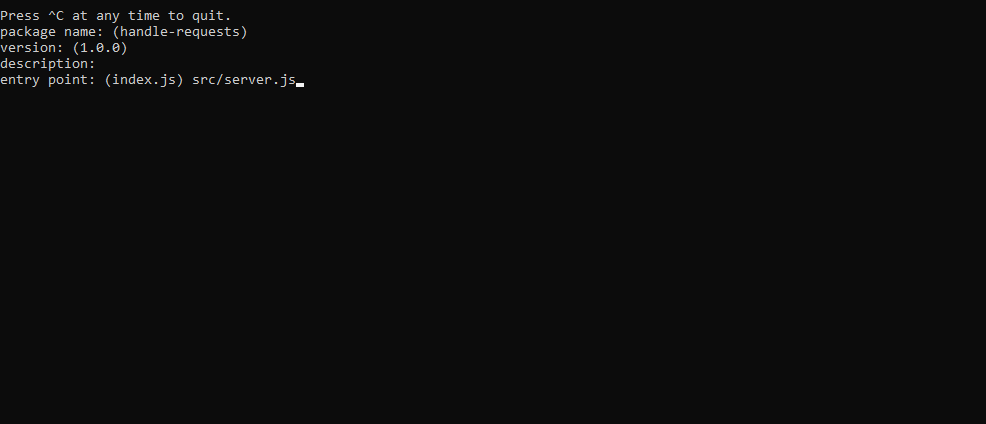 Press ^C at any time to quit.
package name: (handle-requests)
version: (1.0.0)
description:
entry point: (index.js) src/server.js